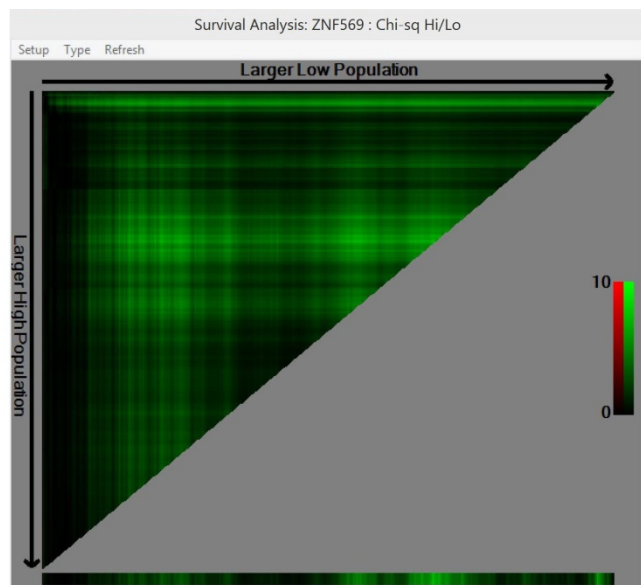 Survival Analysis: ZNF569 : Chi-sq Hi/Lo
Setup Type Refresh
Larger Low Population
Larger High Population
10
0